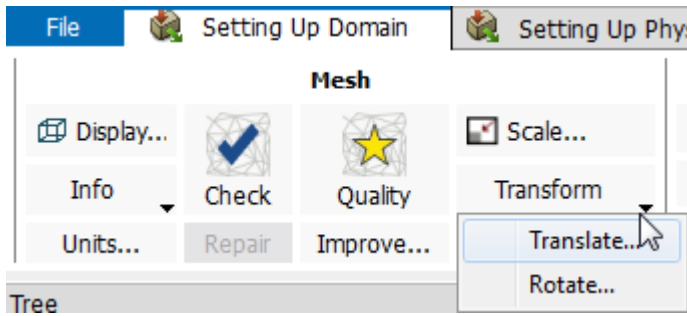 File
Setting Up Domain
Setting Up Phys
Mesh
Display...
Info
Units...
Check
Repair
Quality
Improve...
Scale...
Transform
Translate...
Rotate...
Tree